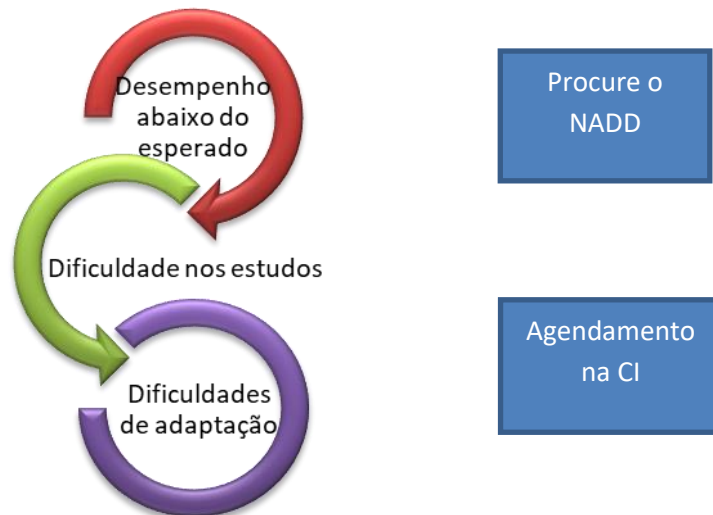 Desempenho
abaixo do
esperado
Dificuldade nos estudos
Dificuldades
de adaptação
Procure o
NADD
Agendamento
na CI